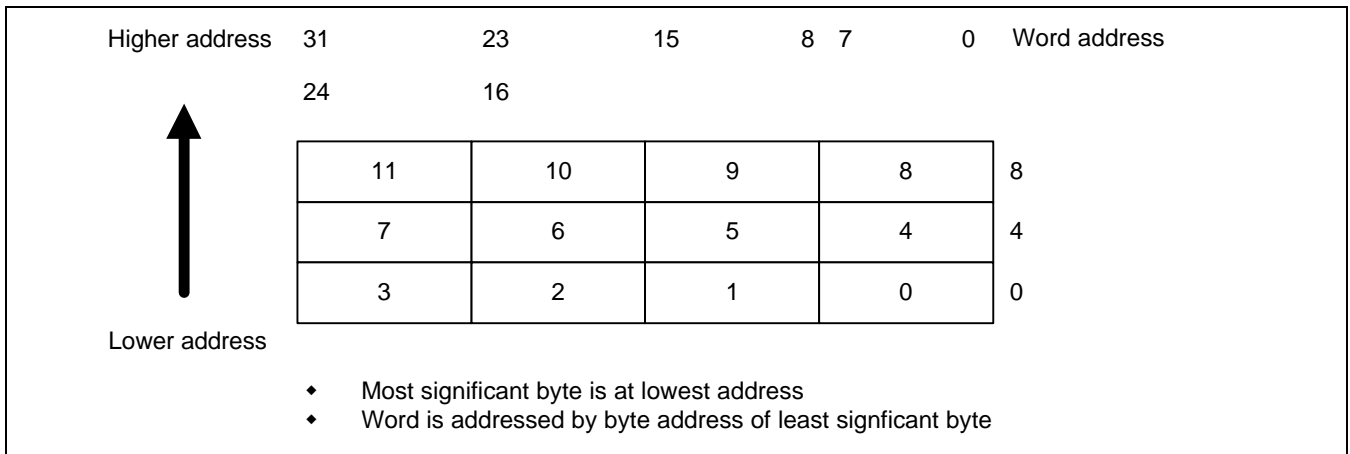 Higher address 31 23 15 8 7 0 Word address
24 16
11 10 9 8 8
7 6 5 4 4
3 2 1 0 0
Lower address
◆ Most significant byte is at lowest address
◆ Word is addressed by byte address of least signficant byte